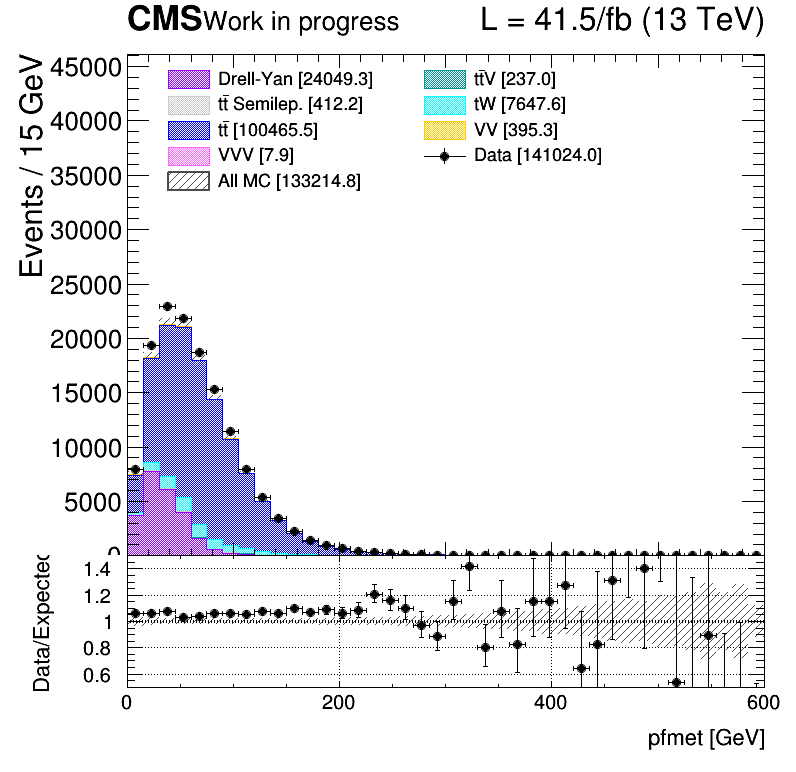 CMS Work in progress L = 41.5/fb (13 TeV)
Events / 15 GeV
45000
40000
35000
30000
25000
20000
15000
10000
5000
0
Drell-Yan [24049.3]
tt̄ Semilep. [412.2]
tt̄ [100465.5]
VVV [7.9]
All MC [133214.8]
tt̄V [237.0]
tW [7647.6]
VV [395.3]
Data [141024.0]
Data/Expected
1.4
1.2
1
0.8
0.6
0 200 400 600
pfmet [GeV]